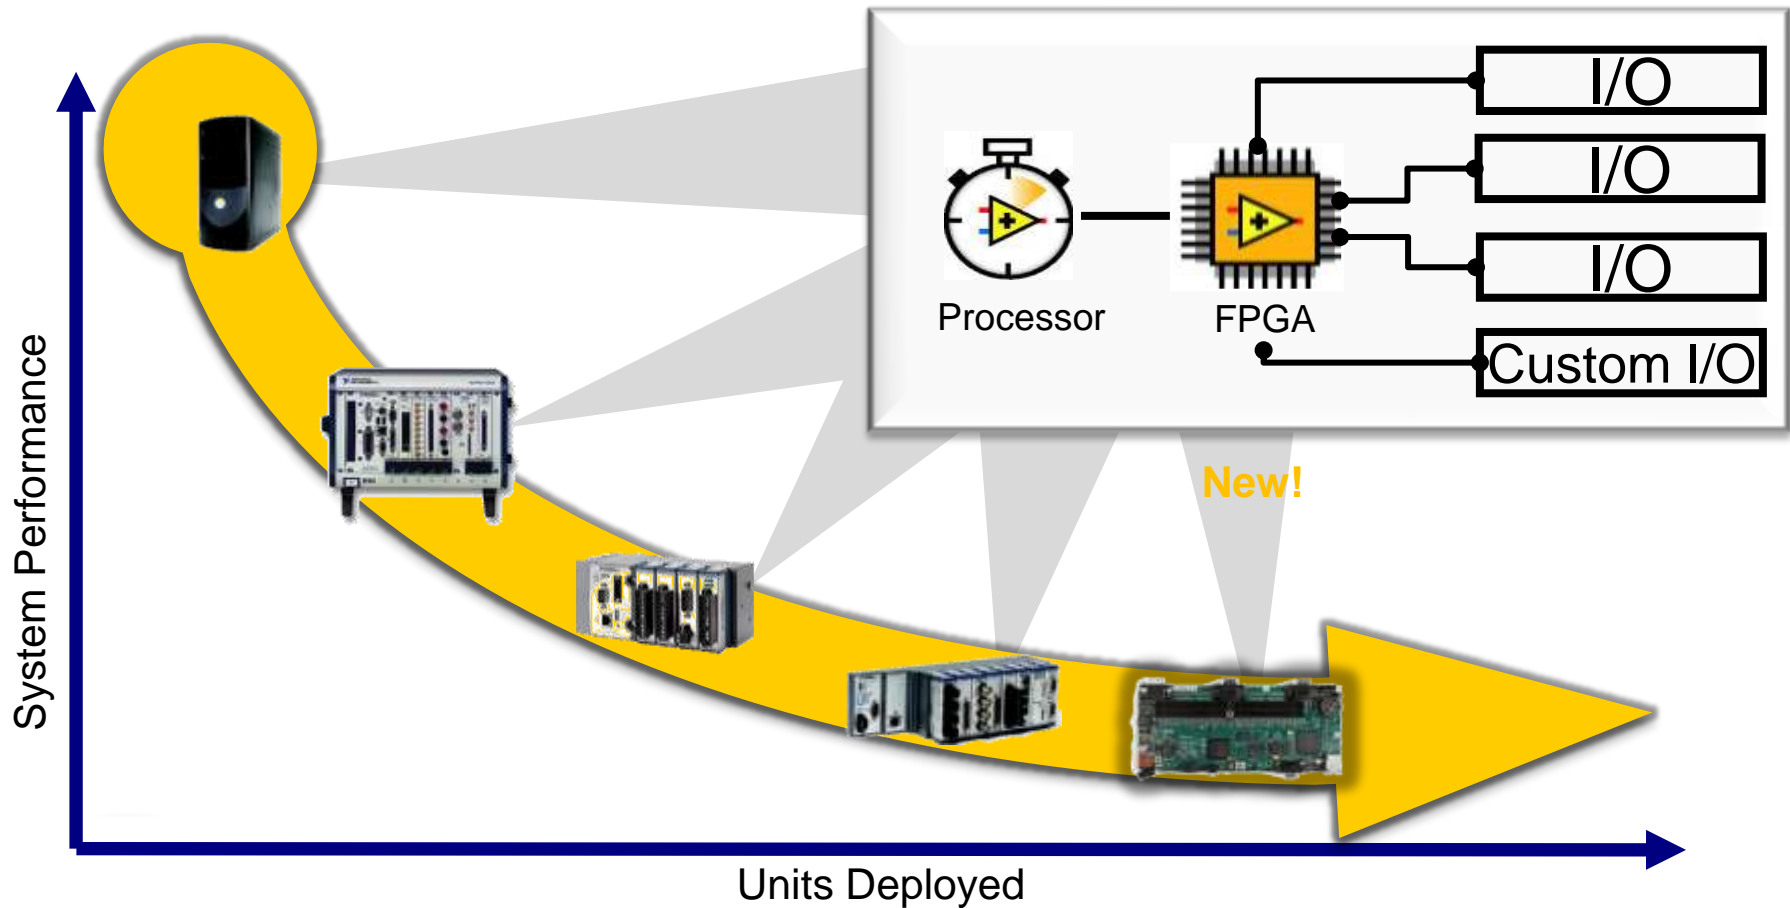 I/O
I/O
I/O
Custom I/O
Processor
FPGA
New!
System Performance
Units Deployed